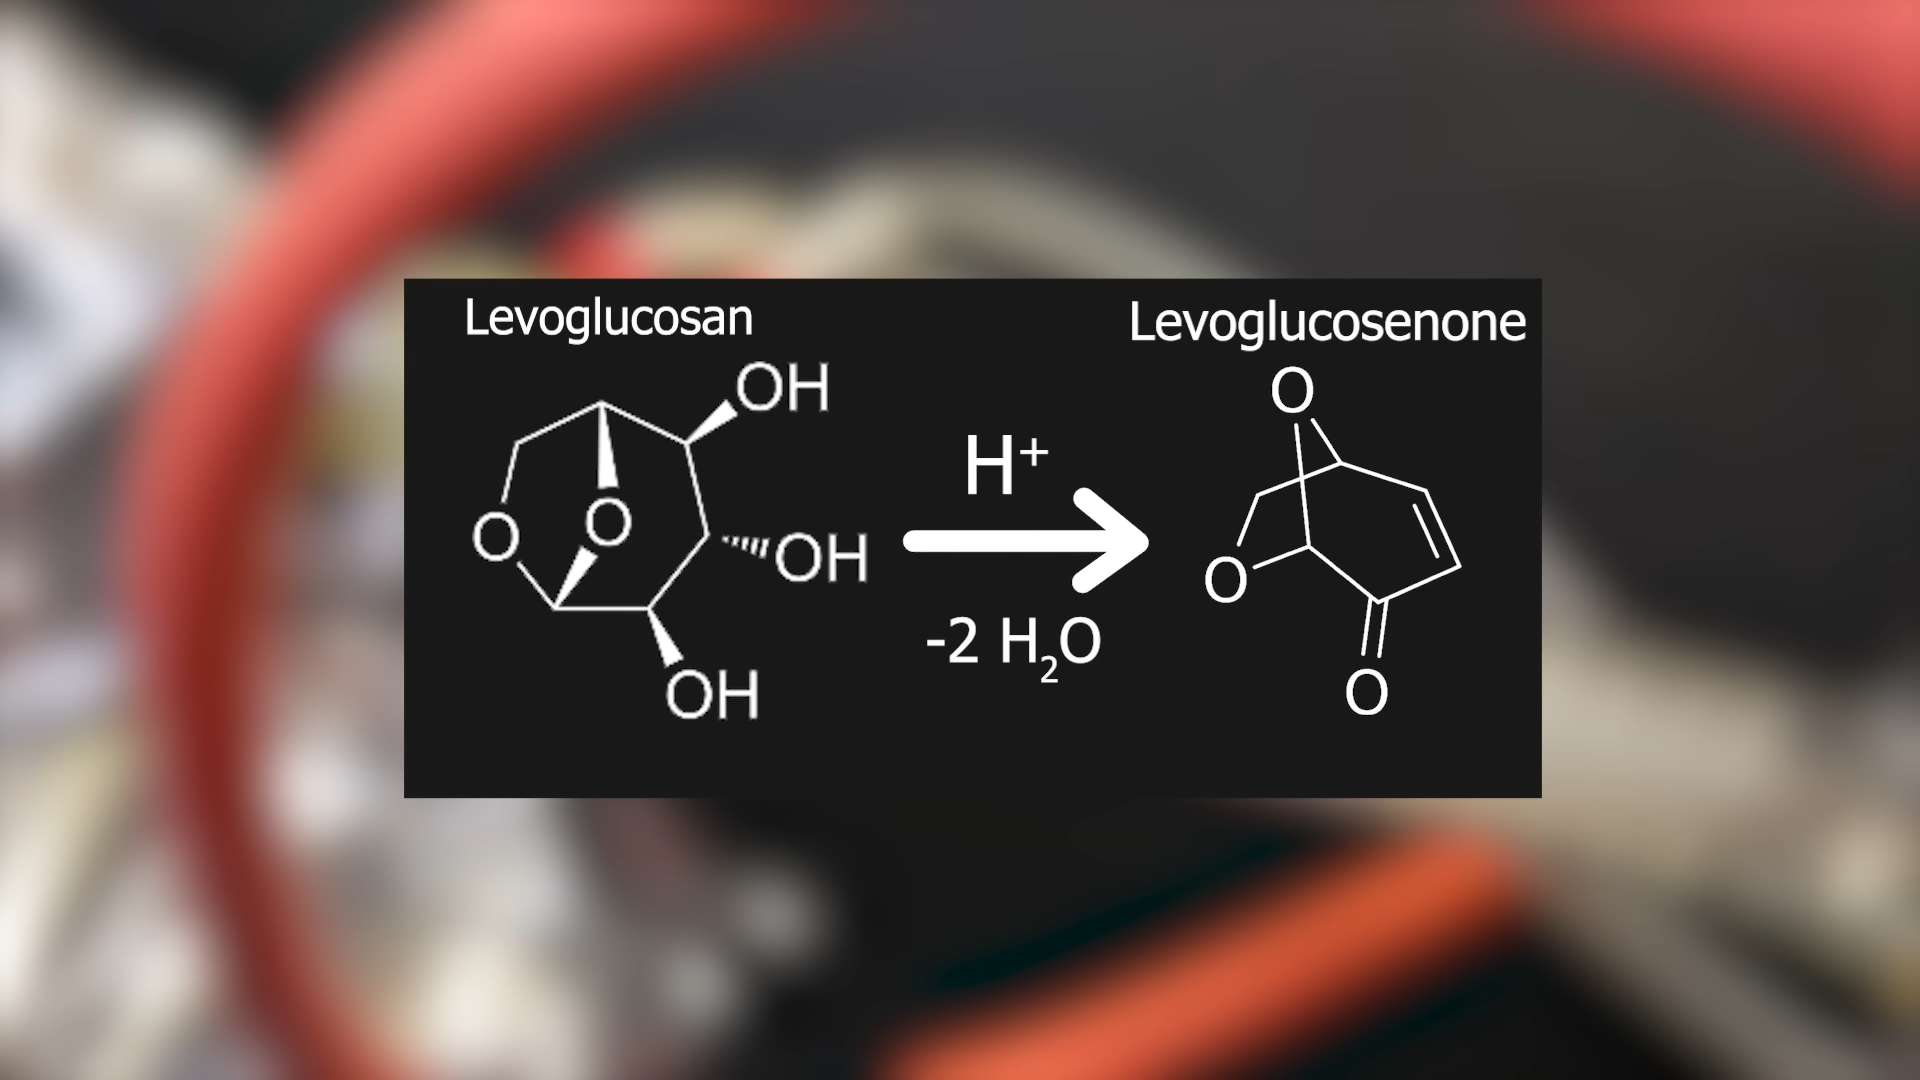 Levoglucosan
Levoglucosenone
OH
O
O
OH
OH
H⁺
-2 H₂O
O
O
O